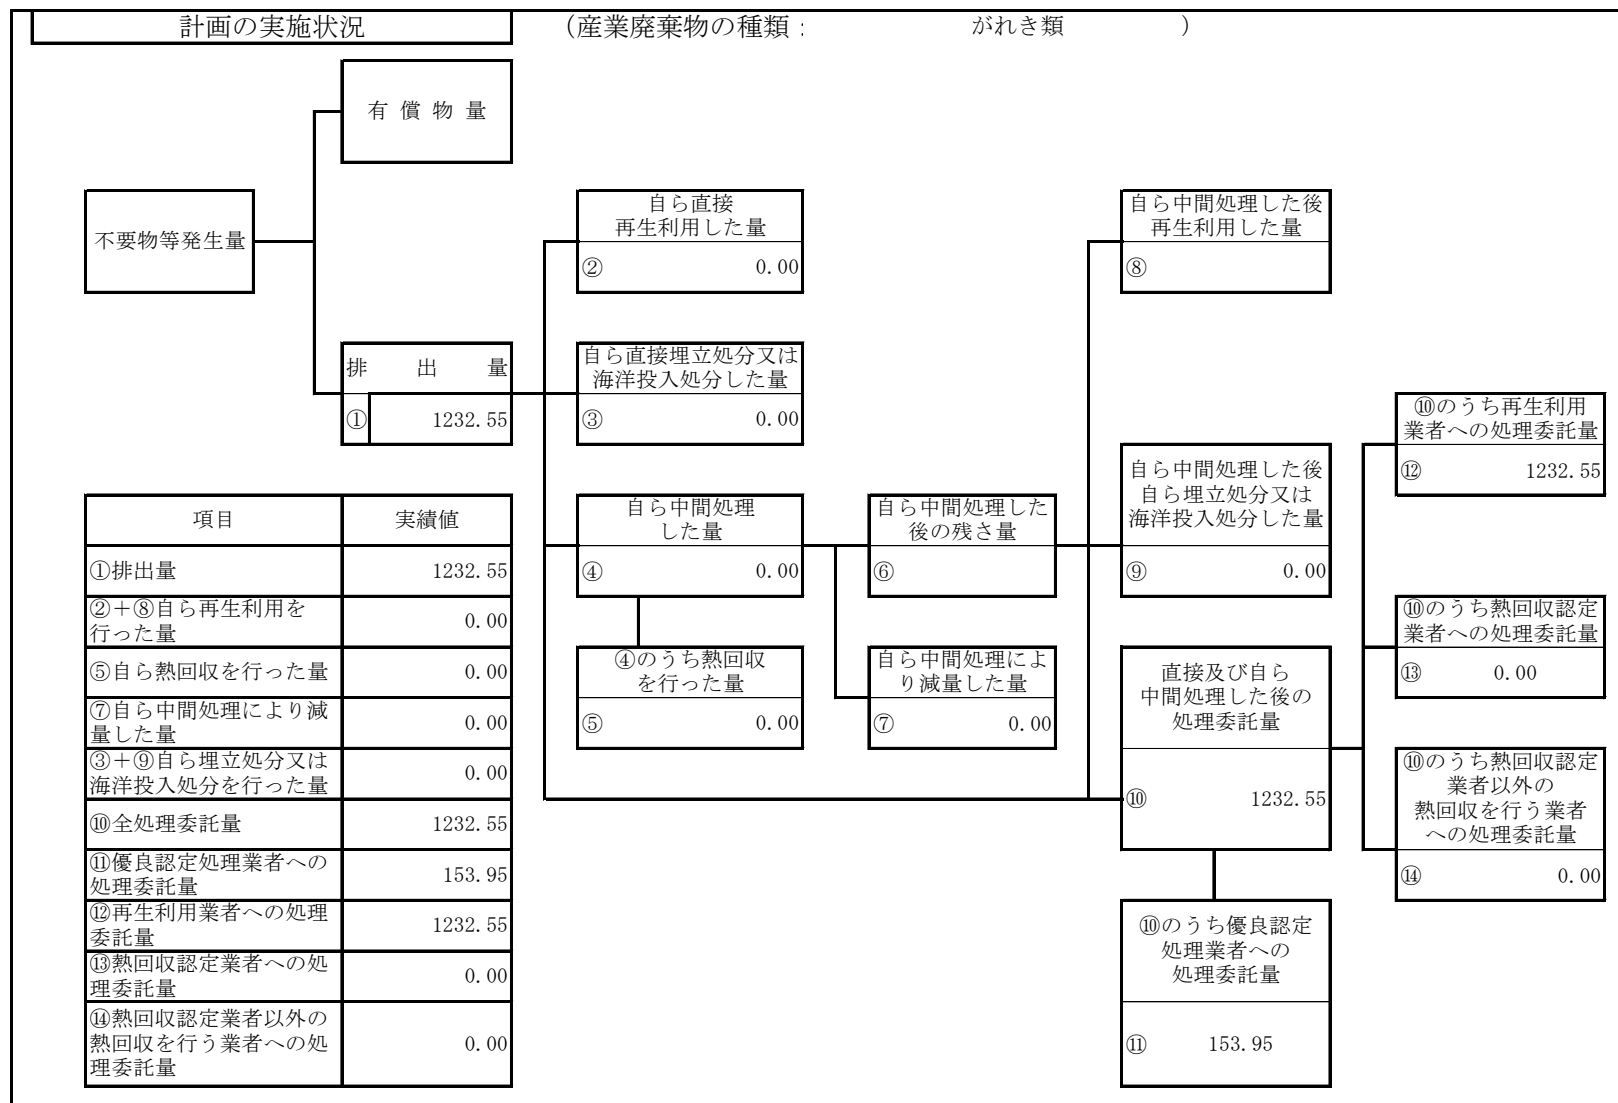 計画の実施状況
（産業廃棄物の種類： がれき類 ）
有 償 物 量
不要物等発生量
自ら直接
再生利用した量
② 0.00
自ら中間処理した後
再生利用した量
⑧
排 出 量
① 1232.55
自ら直接埋立処分又は
海洋投入処分した量
③ 0.00
⑩のうち再生利用
業者への処理委託量
⑫ 1232.55
自ら中間処理
した量
④ 0.00
自ら中間処理した
後の残さ量
⑥
自ら中間処理した後
自ら埋立処分又は
海洋投入処分した量
⑨ 0.00
④のうち熱回収
を行った量
⑤ 0.00
自ら中間処理によ
り減量した量
⑦ 0.00
直接及び自ら
中間処理した後の
処理委託量
⑩ 1232.55
⑩のうち熱回収認定
業者への処理委託量
⑬ 0.00
⑩のうち熱回収認定
業者以外の
熱回収を行う業者
への処理委託量
⑭ 0.00
⑩のうち優良認定
処理業者への
処理委託量
⑪ 153.95
項目 実績値
①排出量 1232.55
②＋⑧自ら再生利用を
行った量 0.00
⑤自ら熱回収を行った量 0.00
⑦自ら中間処理により減
量した量 0.00
③＋⑨自ら埋立処分又は
海洋投入処分を行った量 0.00
⑩全処理委託量 1232.55
⑪優良認定処理業者への
処理委託量 153.95
⑫再生利用業者への処理
委託量 1232.55
⑬熱回収認定業者への処
理委託量 0.00
⑭熱回収認定業者以外の
熱回収を行う業者への処
理委託量 0.00